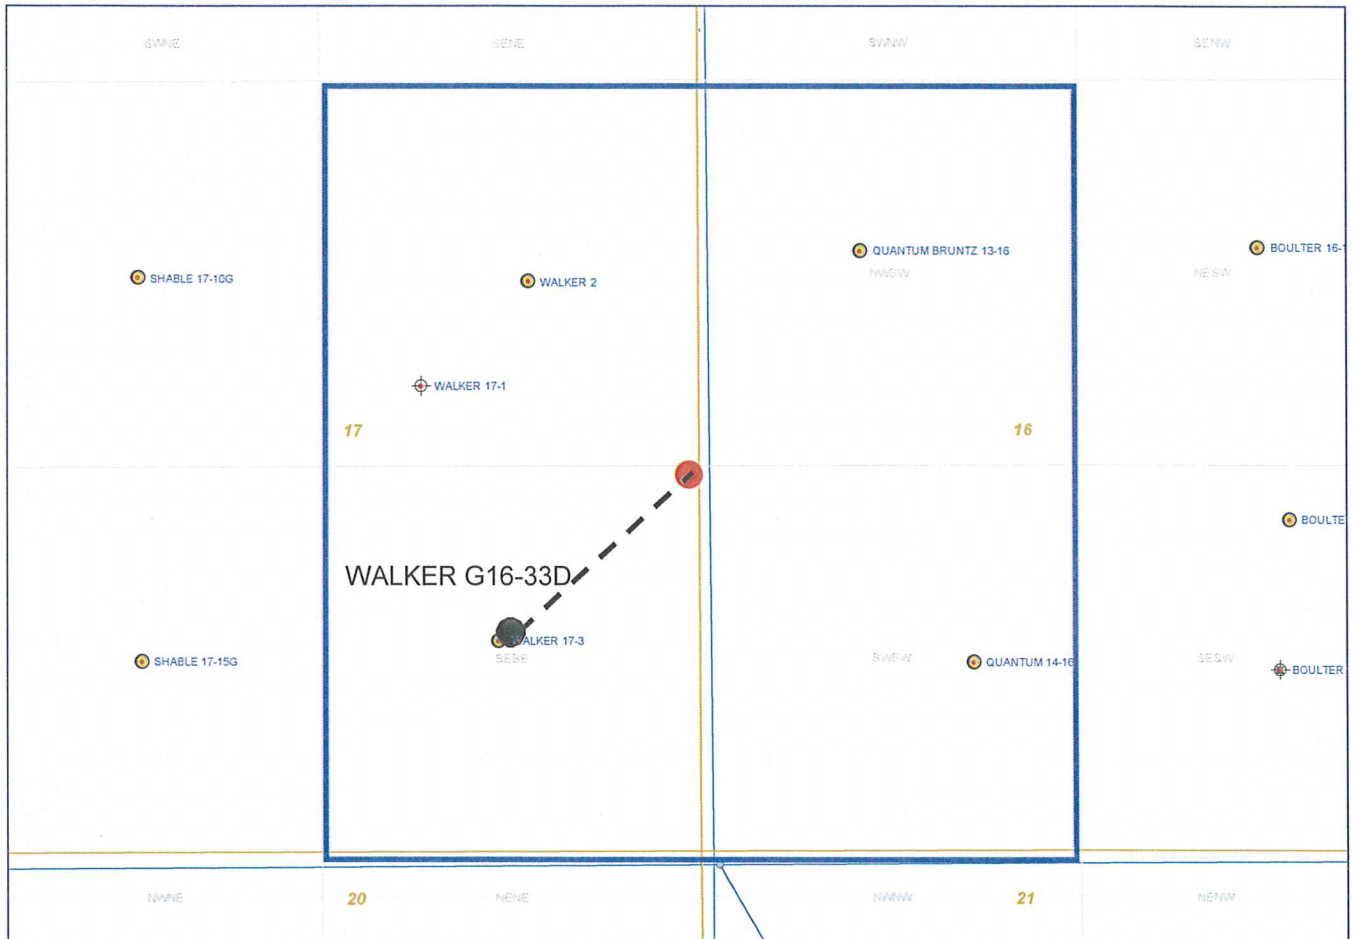 SWNE
SENE
SWNW
SENW
QUANTUM BRUNTZ 13-16
BOULTER 16-1
SHABLE 17-10G
WALKER 2
NWSW
NESW
WALKER 17-1
17
16
BOULTE
WALKER G16-33D
WALKER 17-3
SHABLE 17-15G
SESE
SWSW
QUANTUM 14-16
SESW
BOULTER
NWNE
20
NENE
NWNW
21
NENW